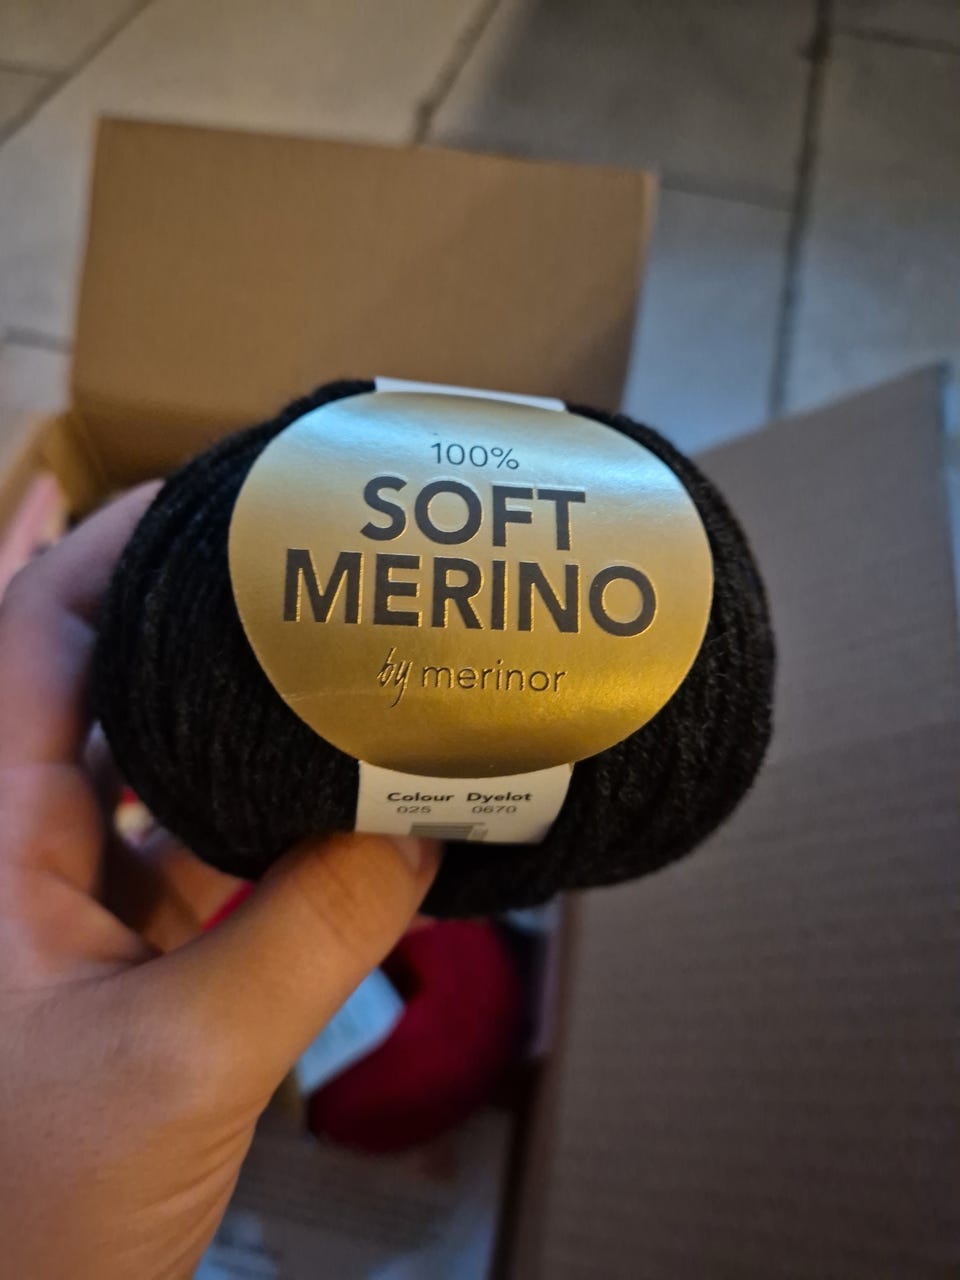 100%
SOFT
MERINO
by merinor
Colour Dyelot
025 0670